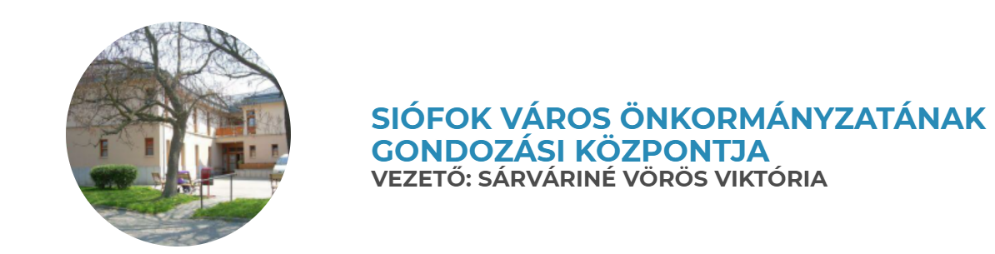 SIÓFOK VÁROS ÖNKORMÁNYZATÁNAK
GONDOZÁSI KÖZPONTJA
VEZETŐ: SÁRVÁRINÉ VÖRÖS VIKTÓRIA